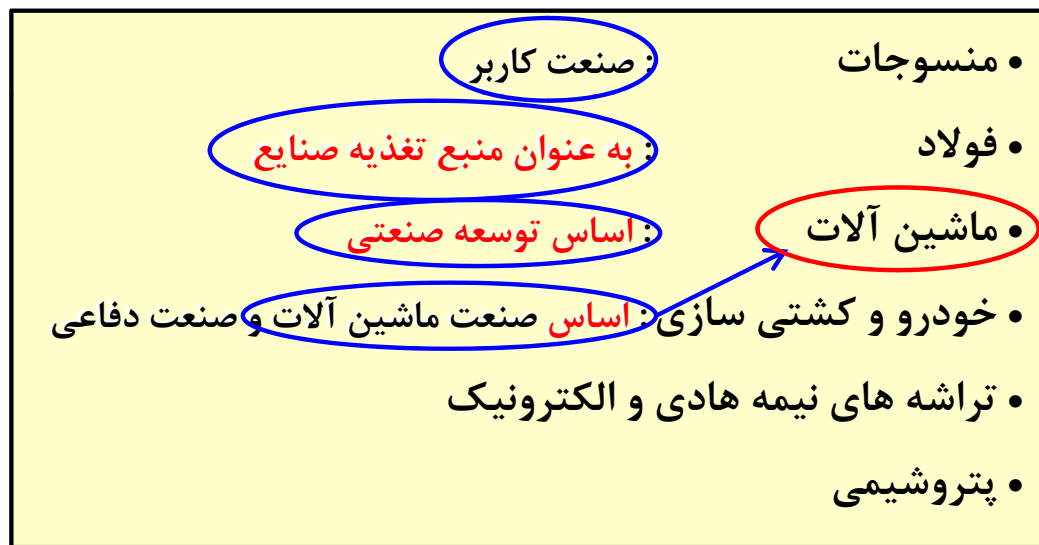 • منسوجات : صنعت کاربر
• فولاد : به عنوان منبع تغذیه صنایع
• ماشین آلات : اساس توسعه صنعتی
• خودرو و کشتی سازی : اساس صنعت ماشین آلات و صنعت دفاعی
• تراشه های نیمه هادی و الکترونیک
• پتروشیمی